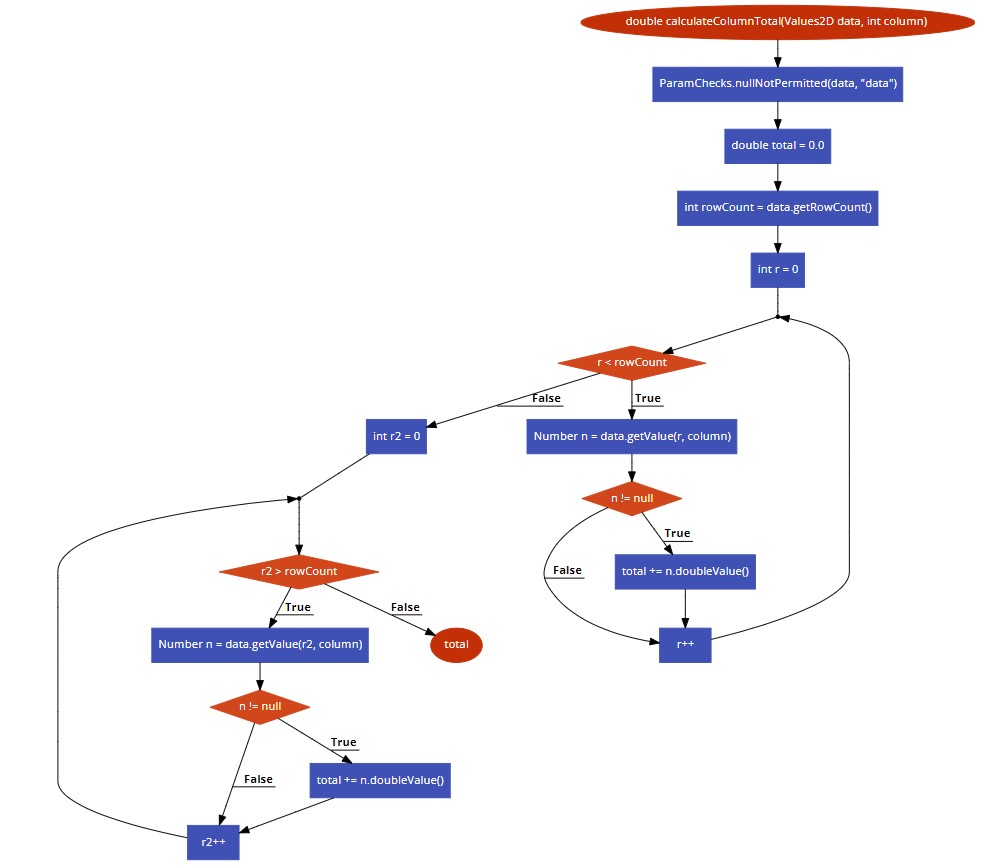 double calculateColumnTotal(Values2D data, int column)
ParamChecks.nullNotPermitted(data, "data")
double total = 0.0
int rowCount = data.getRowCount()
int r = 0
r < rowCount
False
True
int r2 = 0
Number n = data.getValue(r, column)
n != null
True
False
total += n.doubleValue()
r++
r2 > rowCount
True
False
Number n = data.getValue(r2, column)
total
n != null
True
False
total += n.doubleValue()
r2++